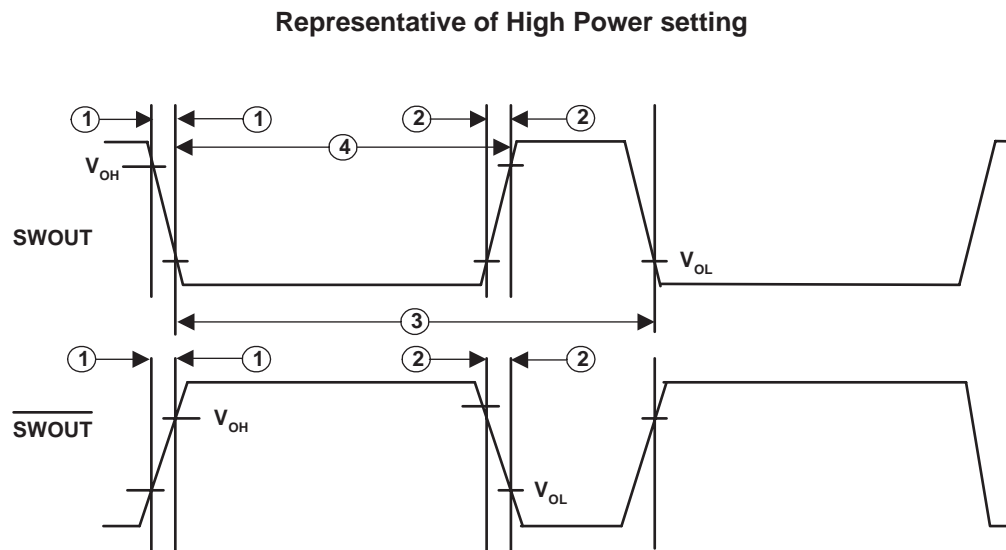 Representative of High Power setting
1 1 2 2
4
VOH
SWOUT
VOL
3
1 1 2 2
SWOUT
VOH
VOL